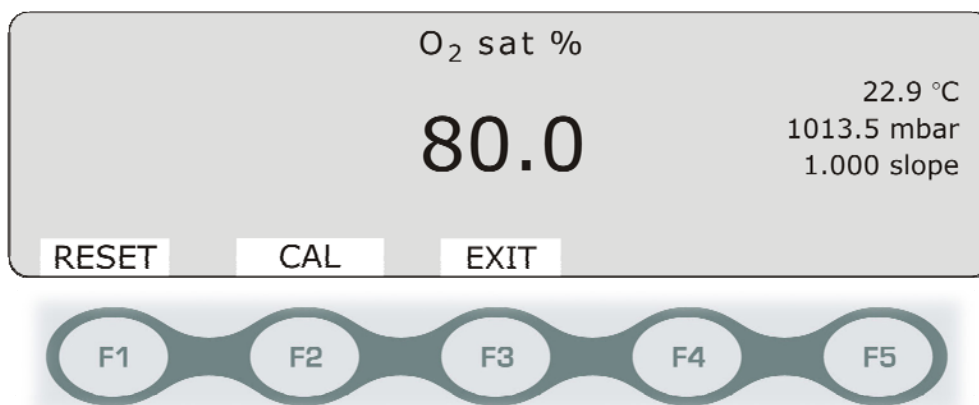 O₂ sat %
22.9 °C
80.0
1013.5 mbar
1.000 slope
RESET CAL EXIT
F1 F2 F3 F4 F5